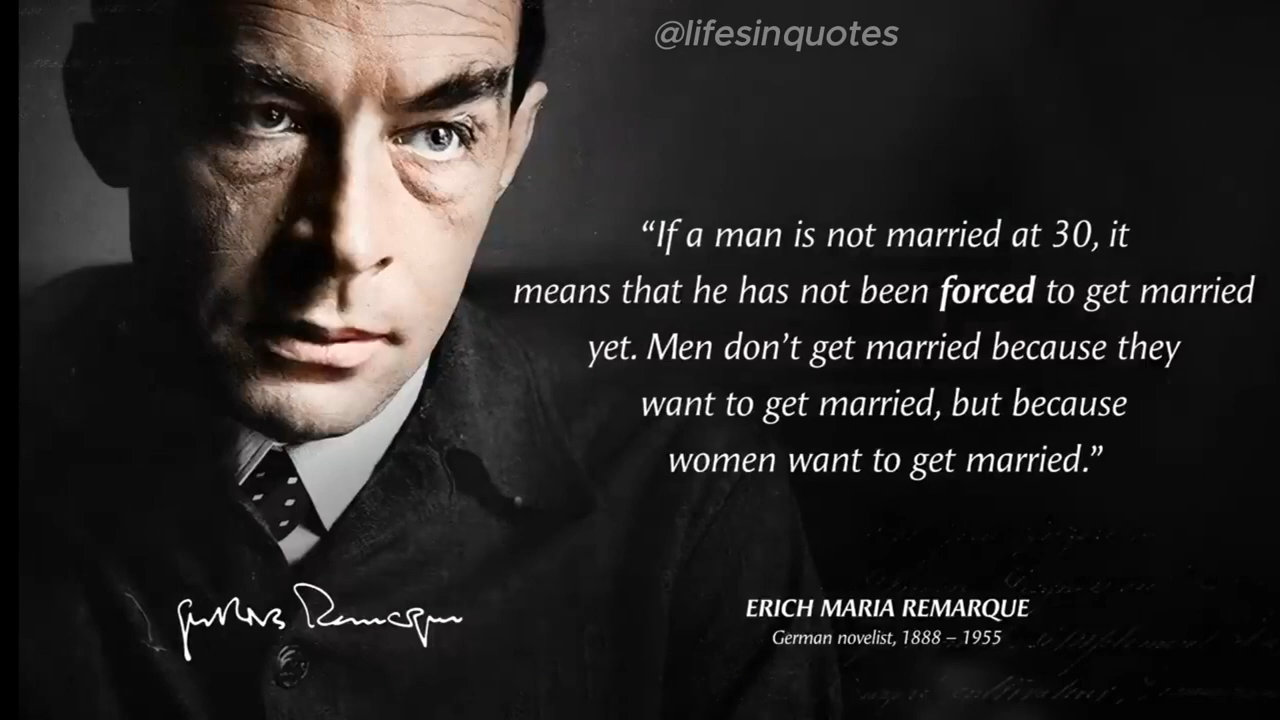 @lifesinquotes
“If a man is not married at 30, it
means that he has not been forced to get married
yet. Men don’t get married because they
want to get married, but because
women want to get married.”
Remarque
ERICH MARIA REMARQUE
German novelist, 1888 – 1955